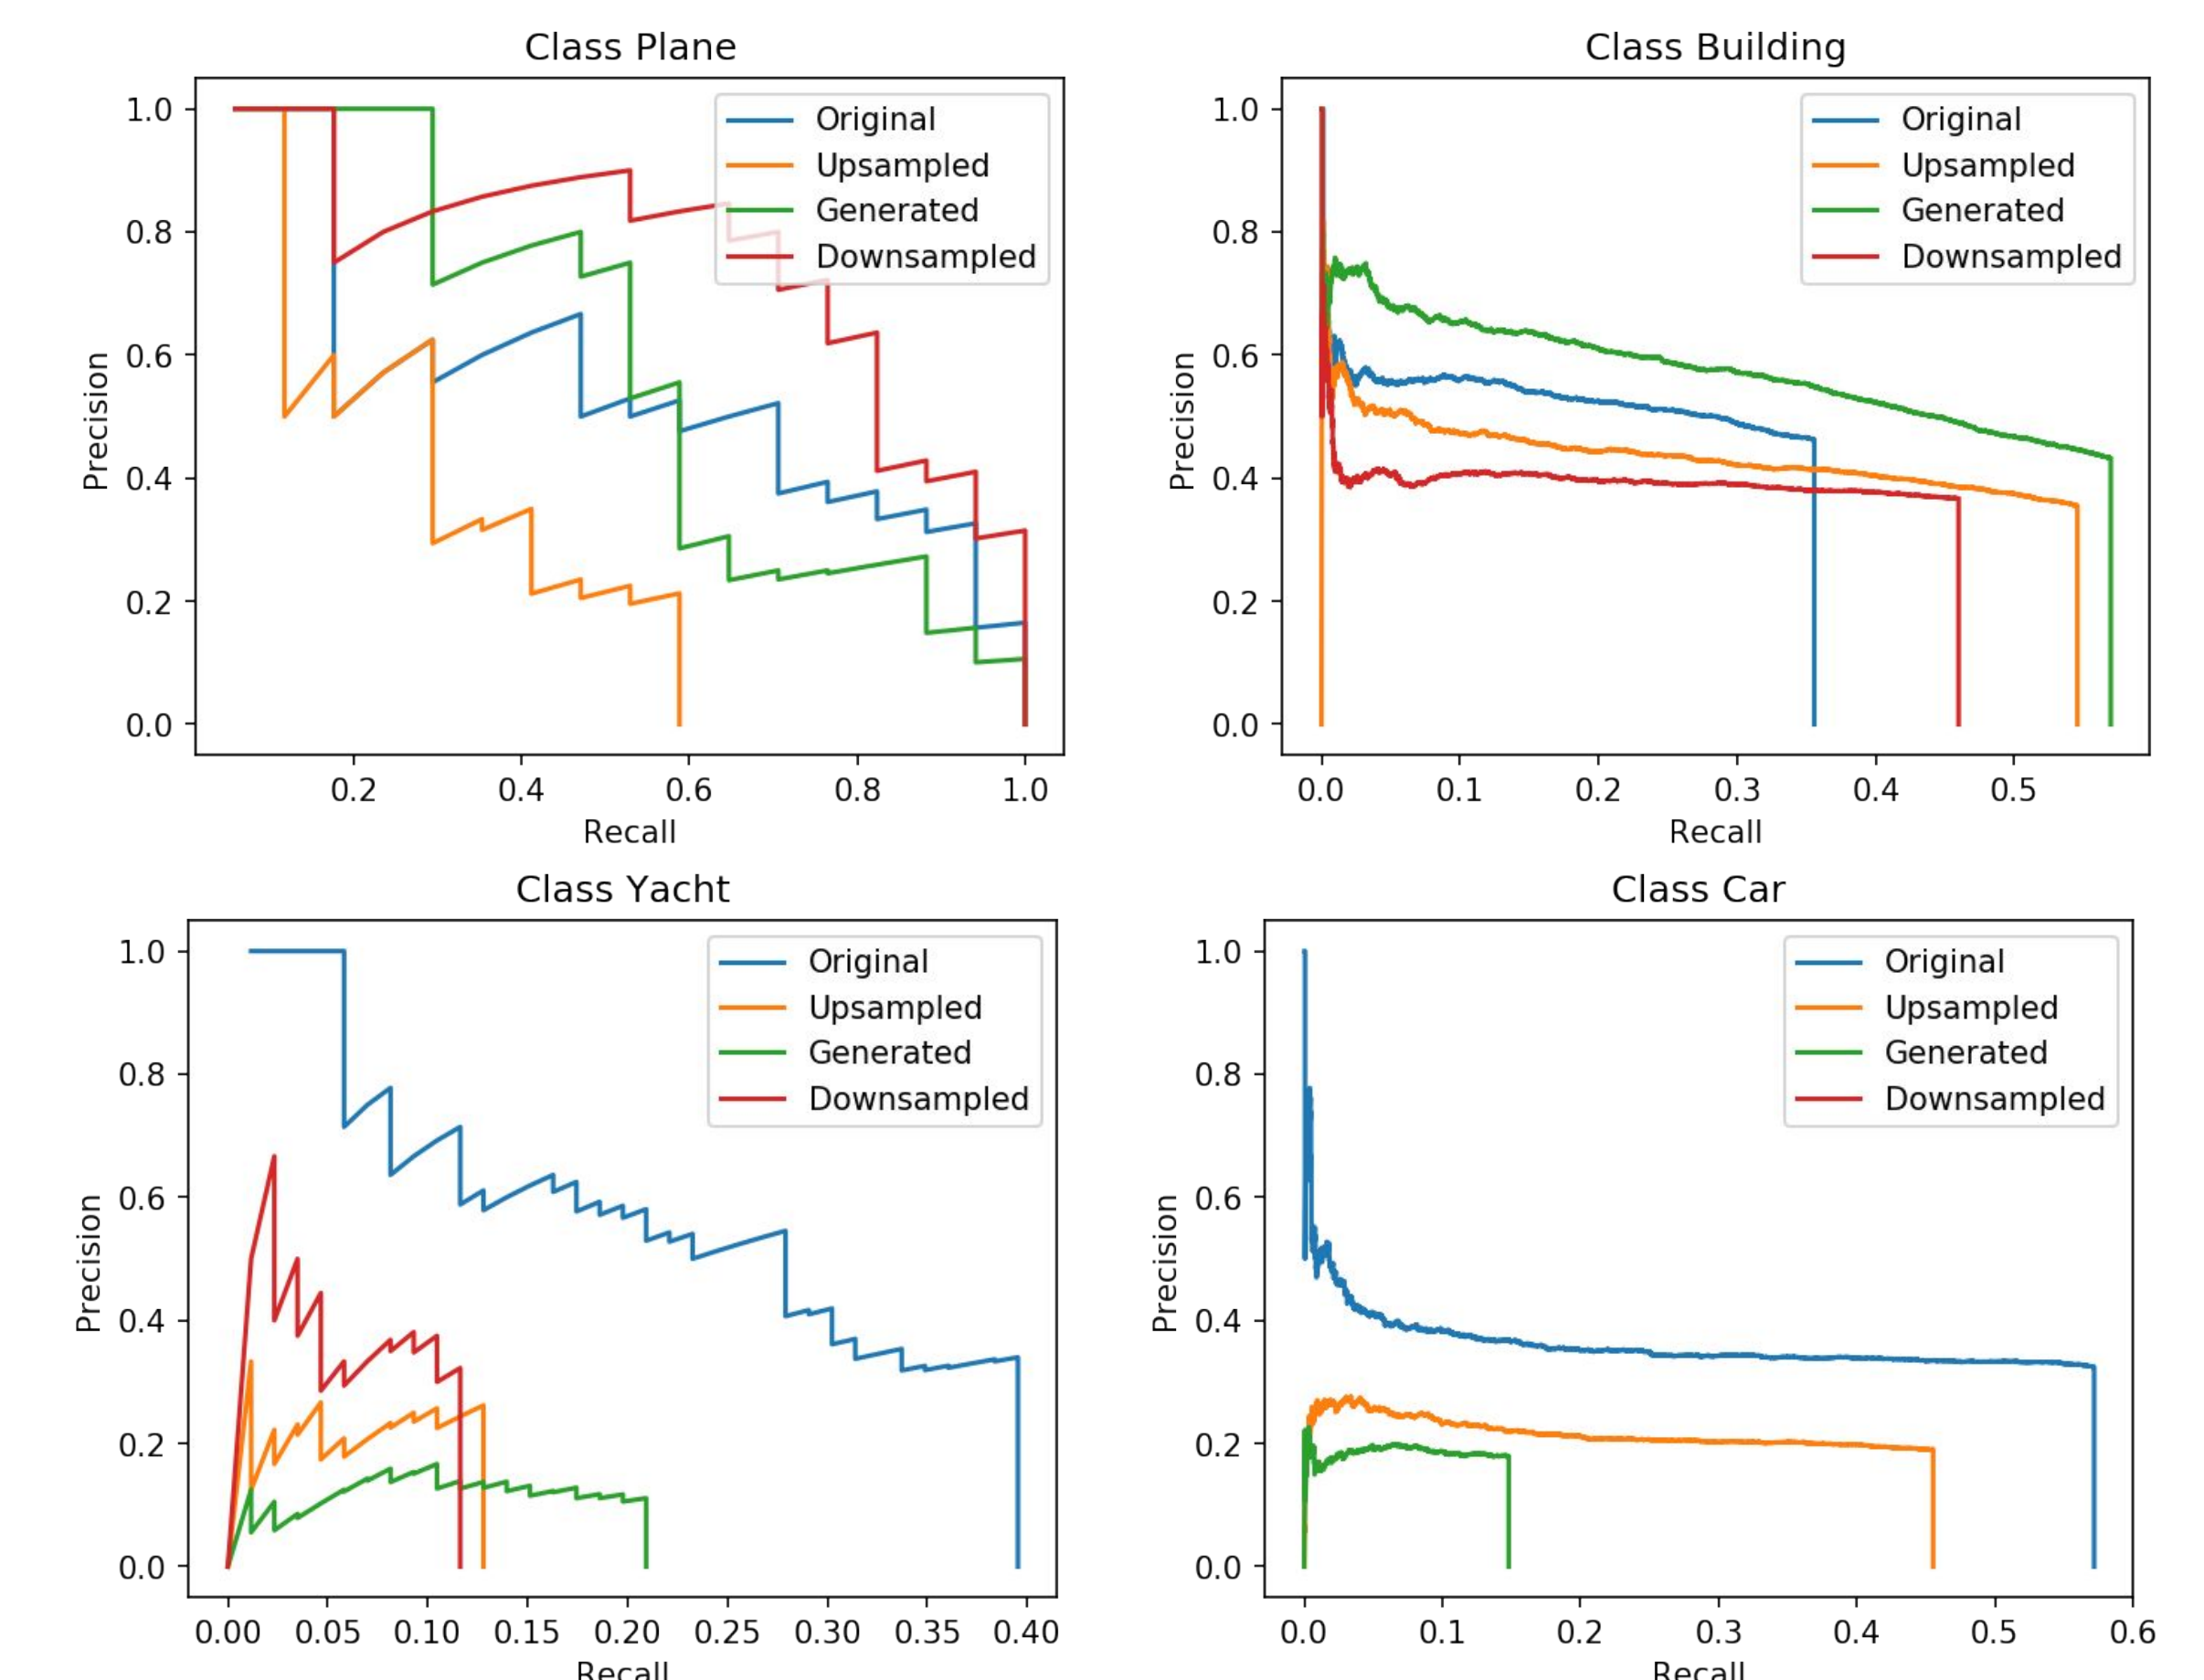 Class Plane
1.0
0.8
0.6
0.4
0.2
0.0
Precision
Original
Upsampled
Generated
Downsampled
0.2 0.4 0.6 0.8 1.0
Recall
Class Building
1.0
0.8
0.6
0.4
0.2
0.0
Precision
Original
Upsampled
Generated
Downsampled
0.0 0.1 0.2 0.3 0.4 0.5
Recall
Class Yacht
1.0
0.8
0.6
0.4
0.2
0.0
Precision
Original
Upsampled
Generated
Downsampled
0.00 0.05 0.10 0.15 0.20 0.25 0.30 0.35 0.40
Recall
Class Car
1.0
0.8
0.6
0.4
0.2
0.0
Precision
Original
Upsampled
Generated
Downsampled
0.0 0.1 0.2 0.3 0.4 0.5 0.6
Recall